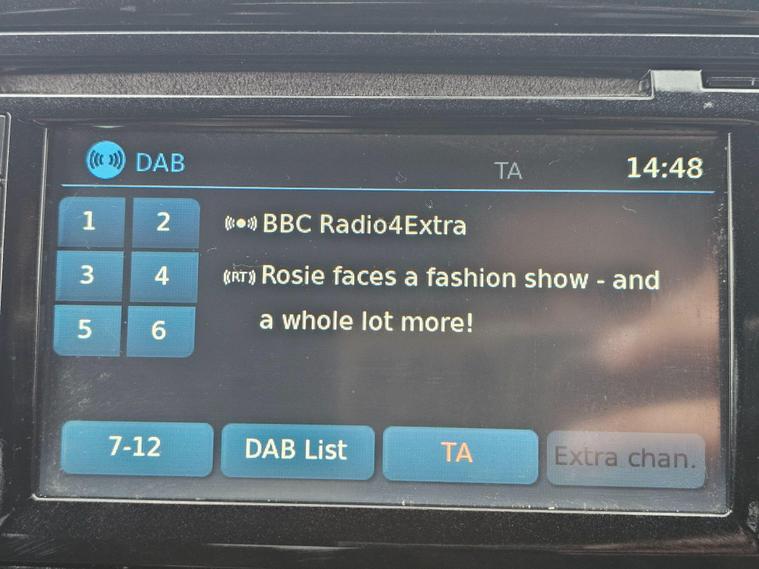 DAB TA 14:48
1 2 BBC Radio4Extra
3 4 RT Rosie faces a fashion show - and
a whole lot more!
5 6
7-12 DAB List TA Extra chan.